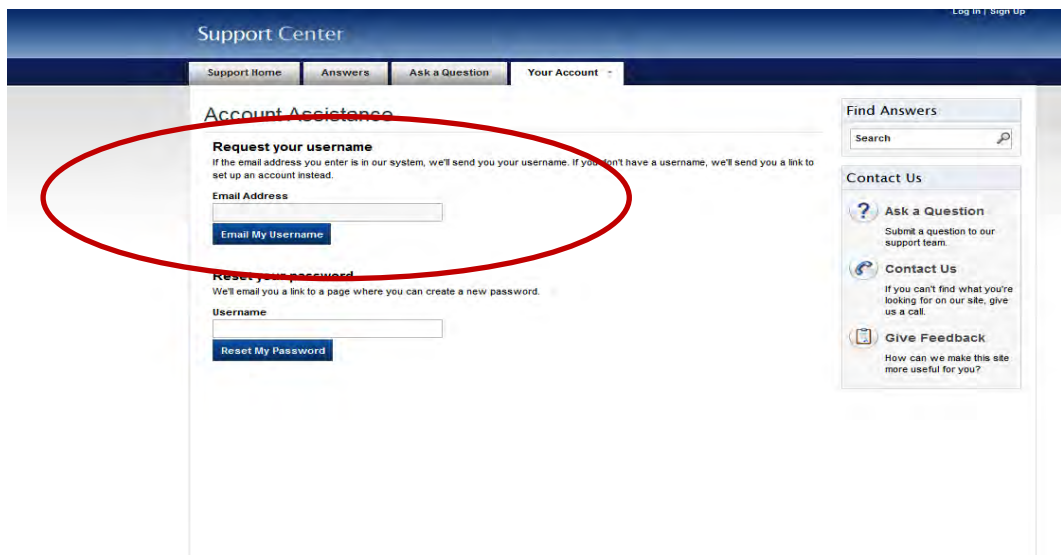 Log In | Sign Up
Support Center
Support Home
Answers
Ask a Question
Your Account
Account Assistance
Request your username
If the email address you enter is in our system, we'll send you your username. If you don't have a username, we'll send you a link to
set up an account instead.
Email Address
Email My Username
Reset your password
We'll email you a link to a page where you can create a new password.
Username
Reset My Password
Find Answers
Search
Contact Us
Ask a Question
Submit a question to our
support team.
Contact Us
If you can't find what you're
looking for on our site, give
us a call.
Give Feedback
How can we make this site
more useful for you?